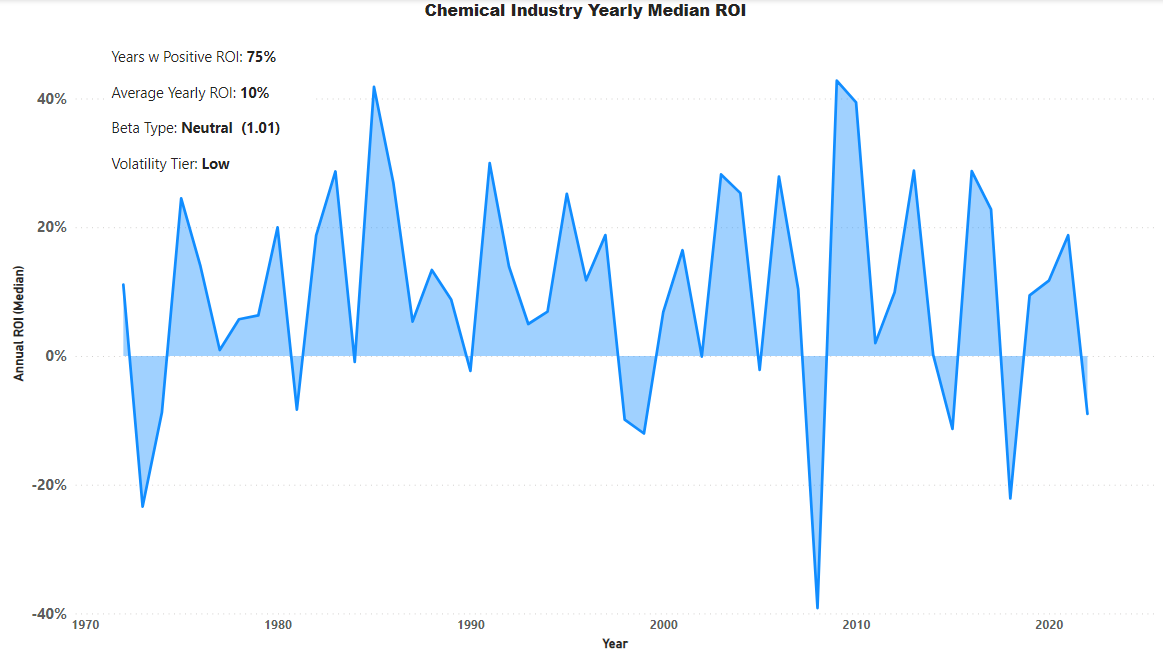 Chemical Industry Yearly Median ROI
Years w Positive ROI: 75%
Average Yearly ROI: 10%
Beta Type: Neutral (1.01)
Volatility Tier: Low
Annual ROI (Median)
40%
20%
0%
-20%
-40%
1970 1980 1990 2000 2010 2020
Year